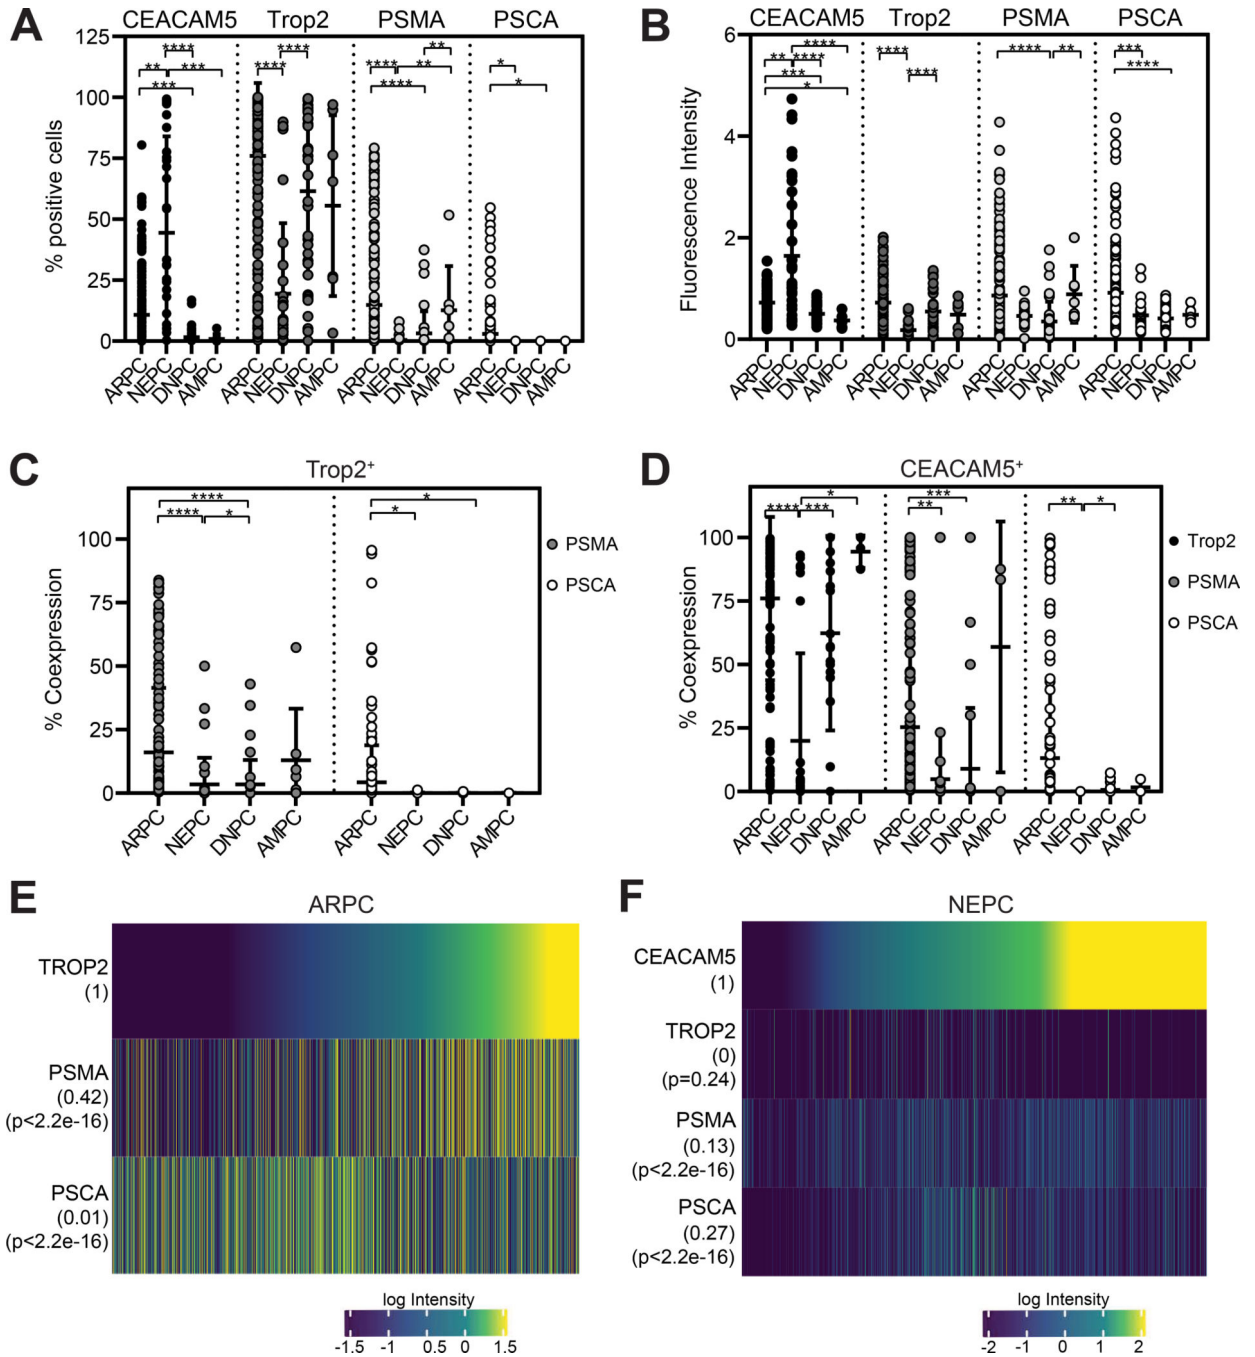 A
CEACAM5 Trop2 PSMA PSCA
% positive cells
125
100
75
50
25
0
**** **** **
** *** **** **** ** *
*** **** *
ARPC NEPC DNPC AMPC ARPC NEPC DNPC AMPC ARPC NEPC DNPC AMPC ARPC NEPC DNPC AMPC
B
CEACAM5 Trop2 PSMA PSCA
Fluorescence Intensity
6
4
2
0
****
** **** **** **** ** ***
*** **** ****
*
ARPC NEPC DNPC AMPC ARPC NEPC DNPC AMPC ARPC NEPC DNPC AMPC ARPC NEPC DNPC AMPC
C
Trop2+
% Coexpression
100
75
50
25
0
**** *
**** * *
ARPC NEPC DNPC AMPC ARPC NEPC DNPC AMPC
PSMA
PSCA
D
CEACAM5+
% Coexpression
100
75
50
25
0
* ***
**** *** ** ** *
ARPC NEPC DNPC AMPC ARPC NEPC DNPC AMPC ARPC NEPC DNPC AMPC
Trop2
PSMA
PSCA
E
ARPC
TROP2
(1)
PSMA
(0.42)
(p<2.2e-16)
PSCA
(0.01)
(p<2.2e-16)
log Intensity
-1.5 -1 0.5 0 1.5
F
NEPC
CEACAM5
(1)
TROP2
(0)
(p=0.24)
PSMA
(0.13)
(p<2.2e-16)
PSCA
(0.27)
(p<2.2e-16)
log Intensity
-2 -1 0 1 2